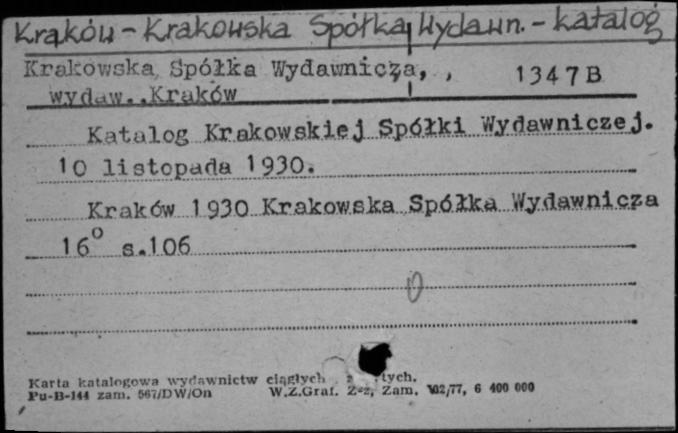 Kraków - Krakowska Spółka Wydawn. - katalog
Krakowska Spółka Wydawnicza, , 1347B
wydaw., Kraków
Katalog Krakowskiej Spółki Wydawniczej.
10 listopada 1930.
Kraków 1930 Krakowska Spółka Wydawnicza
16° s.106
Karta katalogowa wydawnictw ciągłych
Pu-B-144 zam. 567/DW/On W.Z.Graf. Z-z, Zam. 102/77, 6 400 000